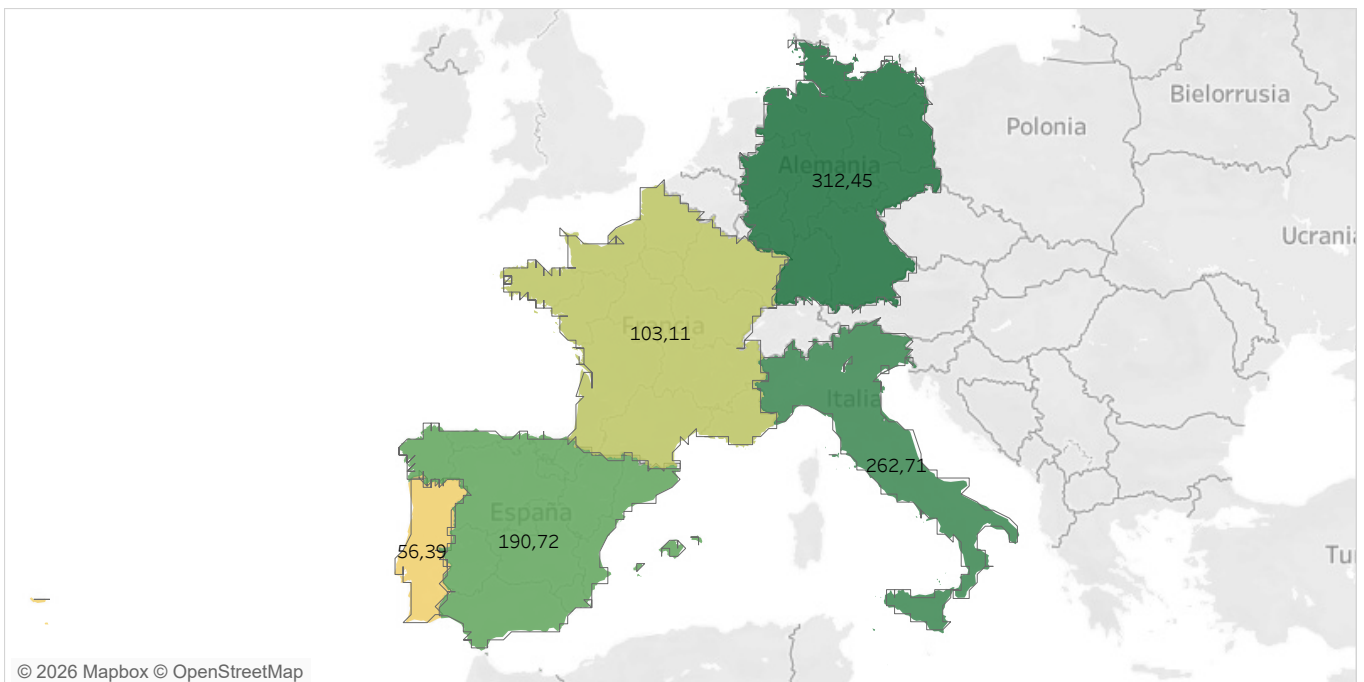 Bielorrusia
Polonia
Alemania
312,45
Ucrania
Francia
103,11
Italia
262,71
España
190,72
56,39
Tu
© 2026 Mapbox © OpenStreetMap